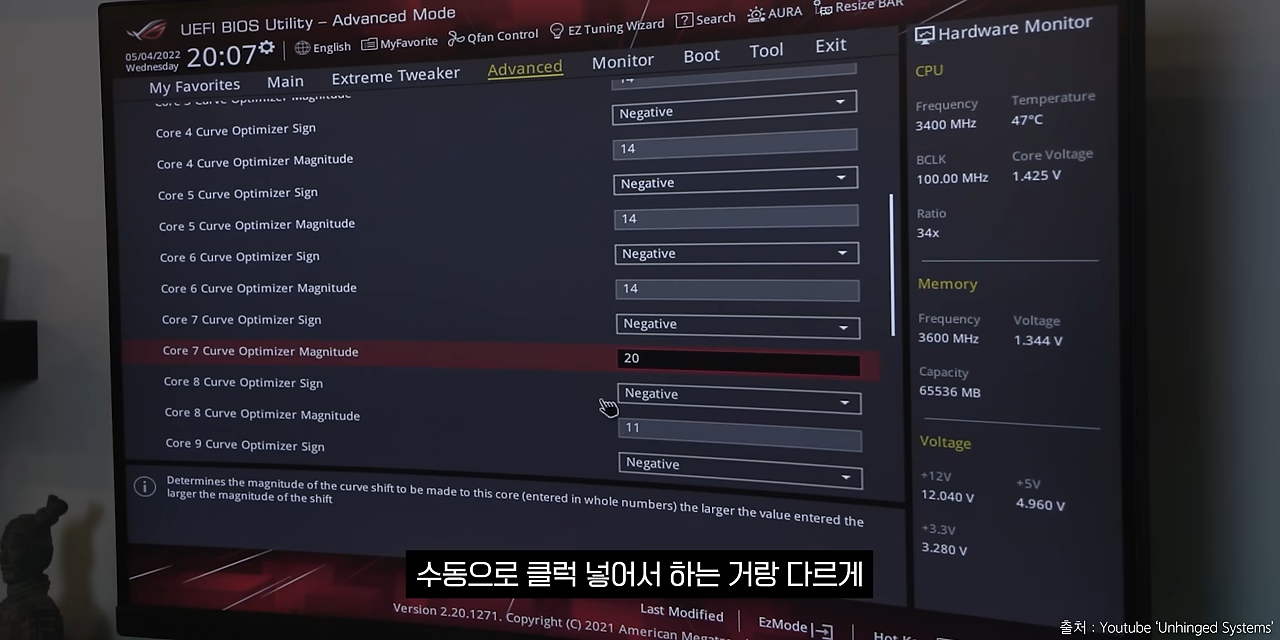 UEFI BIOS Utility – Advanced Mode
05/04/2022
Wednesday
20:07
English
MyFavorite
Qfan Control
EZ Tuning Wizard
Search
AURA
Resize BAR
My Favorites
Main
Extreme Tweaker
Advanced
Monitor
Boot
Tool
Exit
14
Core 4 Curve Optimizer Sign
Negative
Core 4 Curve Optimizer Magnitude
14
Core 5 Curve Optimizer Sign
Negative
Core 5 Curve Optimizer Magnitude
14
Core 6 Curve Optimizer Sign
Negative
Core 6 Curve Optimizer Magnitude
14
Core 7 Curve Optimizer Sign
Negative
Core 7 Curve Optimizer Magnitude
20
Core 8 Curve Optimizer Sign
Negative
Core 8 Curve Optimizer Magnitude
11
Core 9 Curve Optimizer Sign
Negative
Determines the magnitude of the curve shift to be made to this core (entered in whole numbers) the larger the value entered the
larger the magnitude of the shift
Hardware Monitor
CPU
Frequency
Temperature
3400 MHz
47°C
BCLK
Core Voltage
100.00 MHz
1.425 V
Ratio
34x
Memory
Frequency
Voltage
3600 MHz
1.344 V
Capacity
65536 MB
Voltage
+12V
+5V
12.040 V
4.960 V
+3.3V
3.280 V
수동으로 클럭 넣어서 하는 거랑 다르게
Last Modified
EzMode
Version 2.20.1271. Copyright (C) 2021 American
출처 : Youtube 'Unhinged Systems'